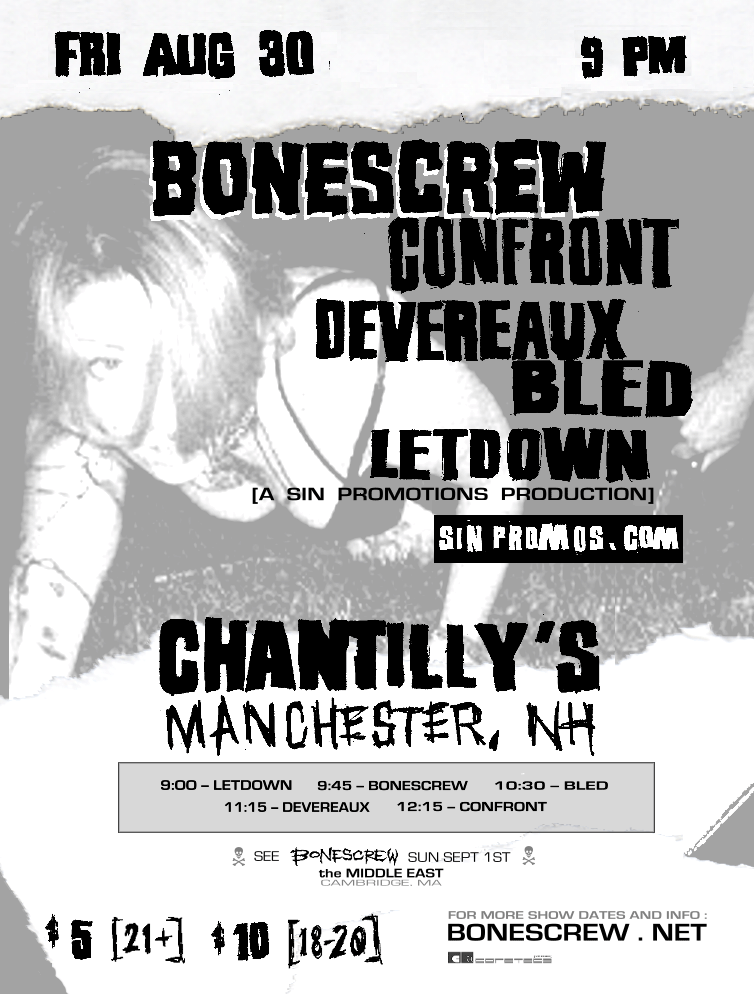 FRI AUG 30 9 PM
BONESCREW
CONFRONT
DEVEREAUX
BLED
LETDOWN
[A SIN PROMOTIONS PRODUCTION]
SIN PROMOS.COM
CHANTILLY'S
MANCHESTER, NH
9:00 – LETDOWN 9:45 – BONESCREW 10:30 – BLED
11:15 – DEVEREAUX 12:15 – CONFRONT
SEE BONESCREW SUN SEPT 1ST
the MIDDLE EAST
CAMBRIDGE, MA
$5 [21+] $10 [18-20]
FOR MORE SHOW DATES AND INFO :
BONESCREW . NET